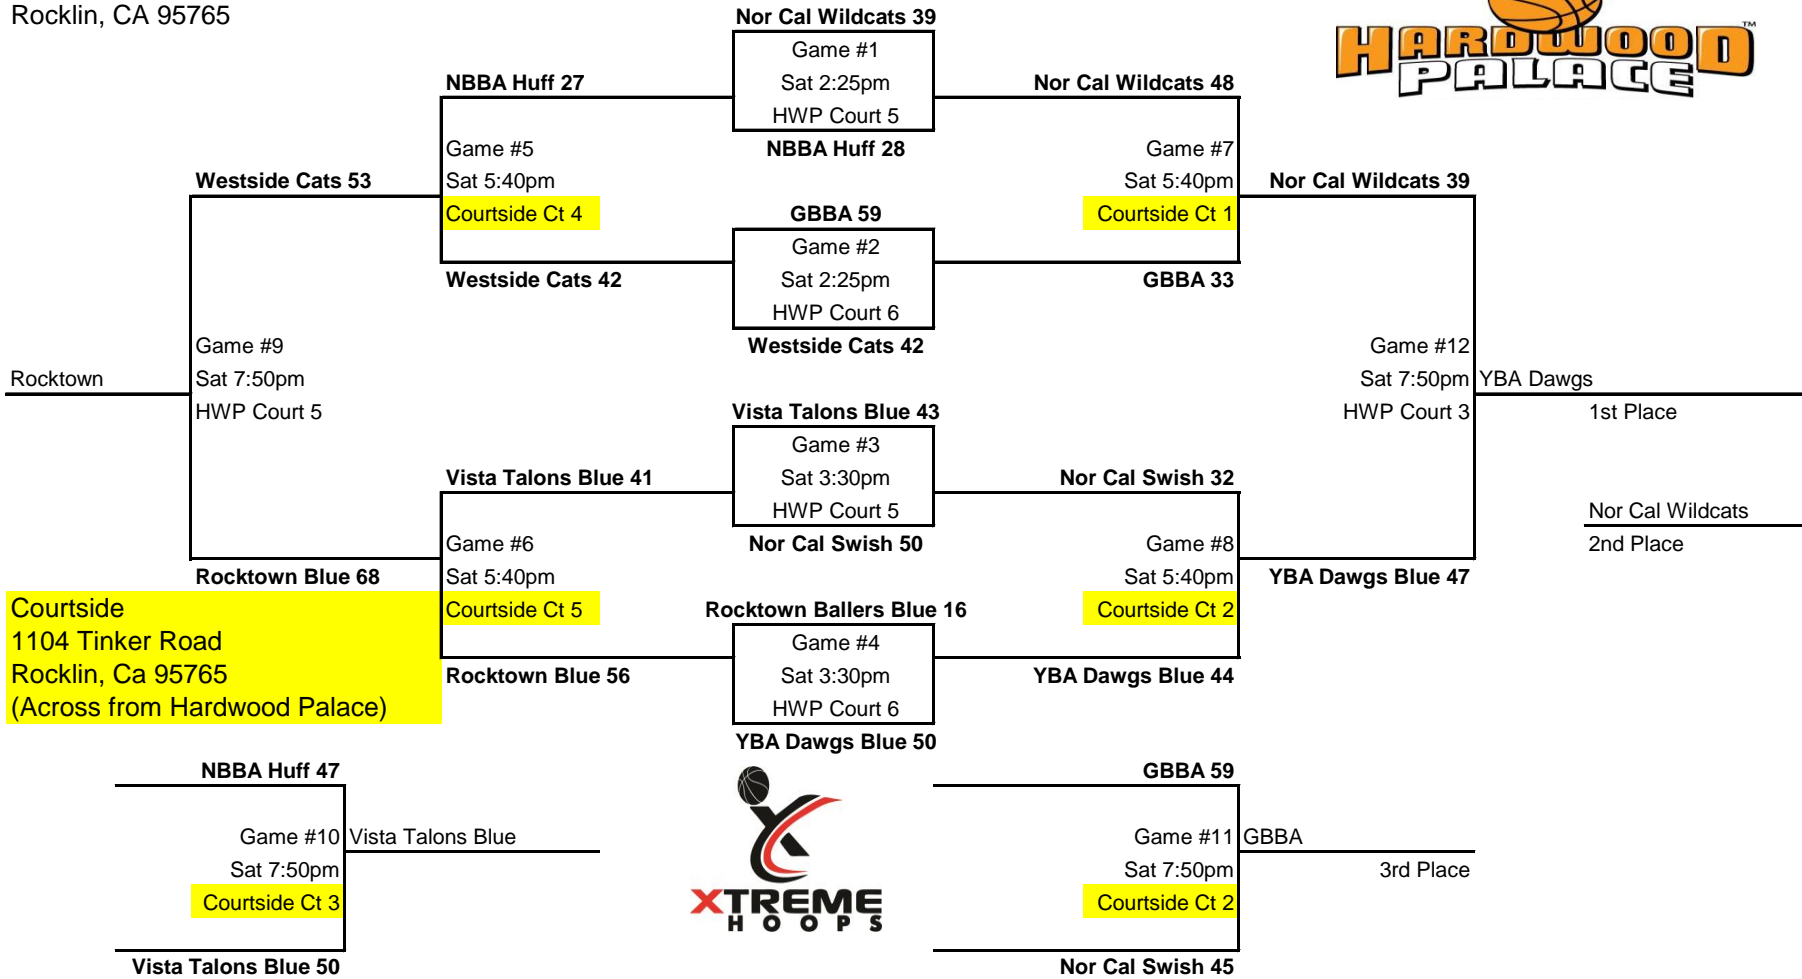 Rocklin, CA 95765
Nor Cal Wildcats 39
HARDWOOD
PALACE
TM
Game #1
NBBA Huff 27
Sat 2:25pm
Nor Cal Wildcats 48
HWP Court 5
Game #5
NBBA Huff 28
Game #7
Westside Cats 53
Sat 5:40pm
Sat 5:40pm
Nor Cal Wildcats 39
Courtside Ct 4
GBBA 59
Courtside Ct 1
Game #2
Westside Cats 42
Sat 2:25pm
GBBA 33
HWP Court 6
Game #9
Westside Cats 42
Game #12
Rocktown
Sat 7:50pm
Sat 7:50pm
YBA Dawgs
HWP Court 5
Vista Talons Blue 43
HWP Court 3
1st Place
Game #3
Vista Talons Blue 41
Sat 3:30pm
Nor Cal Swish 32
HWP Court 5
Nor Cal Wildcats
Game #6
Nor Cal Swish 50
Game #8
2nd Place
Rocktown Blue 68
Sat 5:40pm
Sat 5:40pm
YBA Dawgs Blue 47
Courtside
Courtside Ct 5
Rocktown Ballers Blue 16
Courtside Ct 2
1104 Tinker Road
Game #4
Rocklin, Ca 95765
Rocktown Blue 56
Sat 3:30pm
YBA Dawgs Blue 44
(Across from Hardwood Palace)
HWP Court 6
YBA Dawgs Blue 50
NBBA Huff 47
GBBA 59
Game #10
Vista Talons Blue
Game #11
GBBA
Sat 7:50pm
Sat 7:50pm
3rd Place
Courtside Ct 3
XTREME
HOOPS
Courtside Ct 2
Vista Talons Blue 50
Nor Cal Swish 45